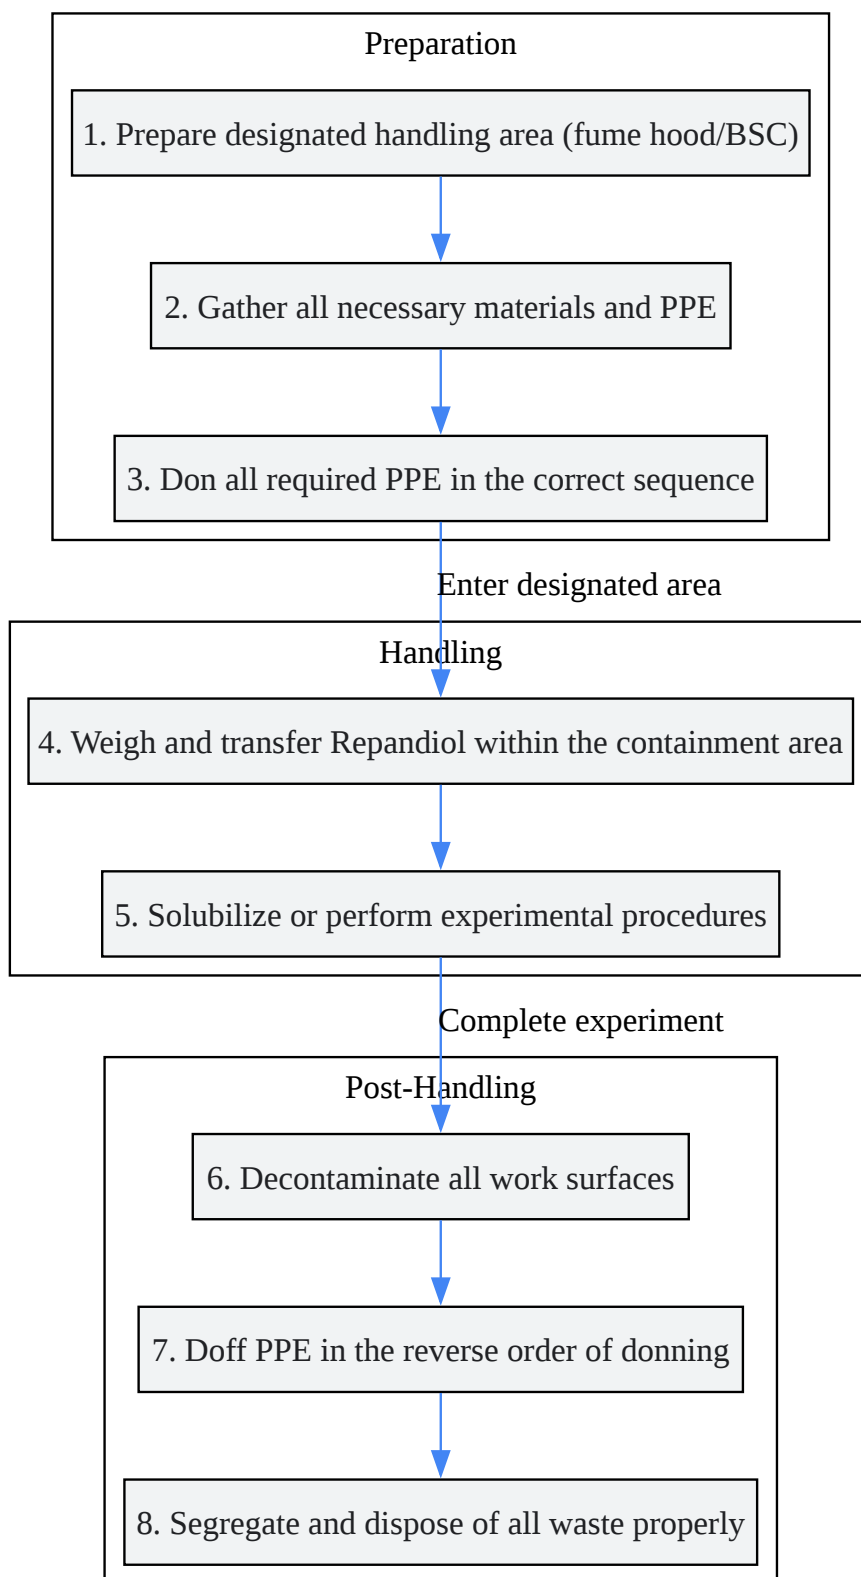 Preparation
1. Prepare designated handling area (fume hood/BSC)
2. Gather all necessary materials and PPE
3. Don all required PPE in the correct sequence
Enter designated area
Handling
4. Weigh and transfer Repandiol within the containment area
5. Solubilize or perform experimental procedures
Complete experiment
Post-Handling
6. Decontaminate all work surfaces
7. Doff PPE in the reverse order of donning
8. Segregate and dispose of all waste properly